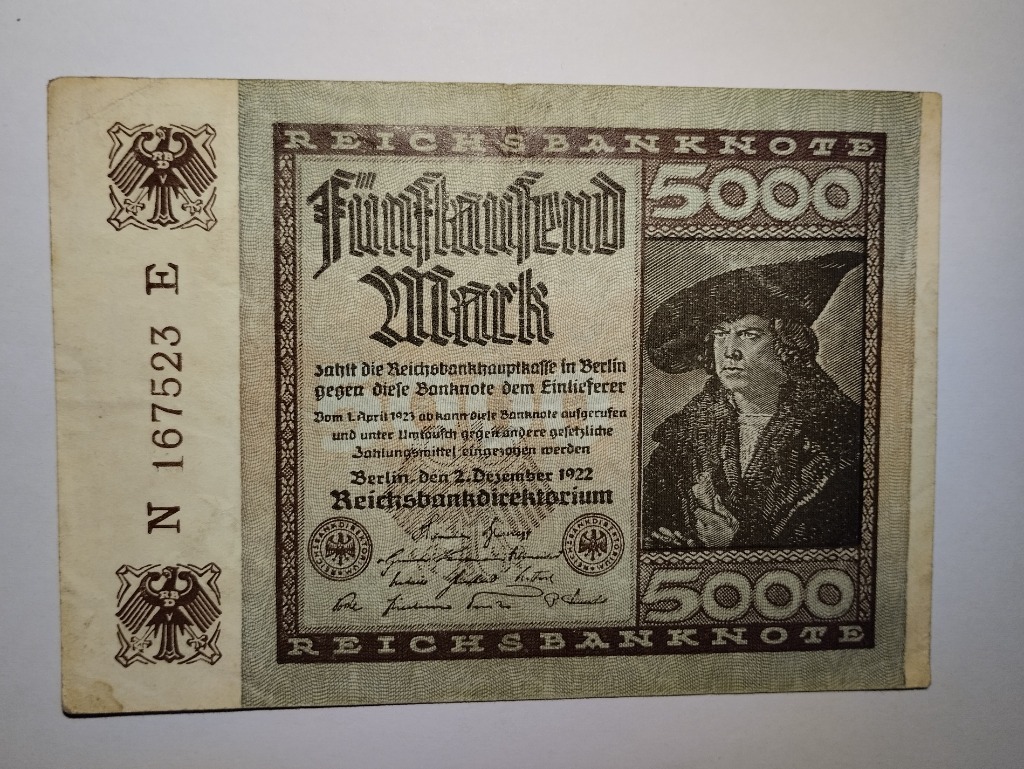 REICHSBANKNOTE
5000
Fünftausend
Mark
zahlt die Reichsbankhauptkasse in Berlin
gegen diese Banknote dem Einlieferer
Vom 1. April 1923 ab kann diese Banknote aufgerufen
und unter Umtausch gegen andere gesetzliche
Zahlungsmittel eingezogen werden
Berlin, den 2. Dezember 1922
Reichsbankdirektorium
5000
REICHSBANKNOTE
N 167523 E